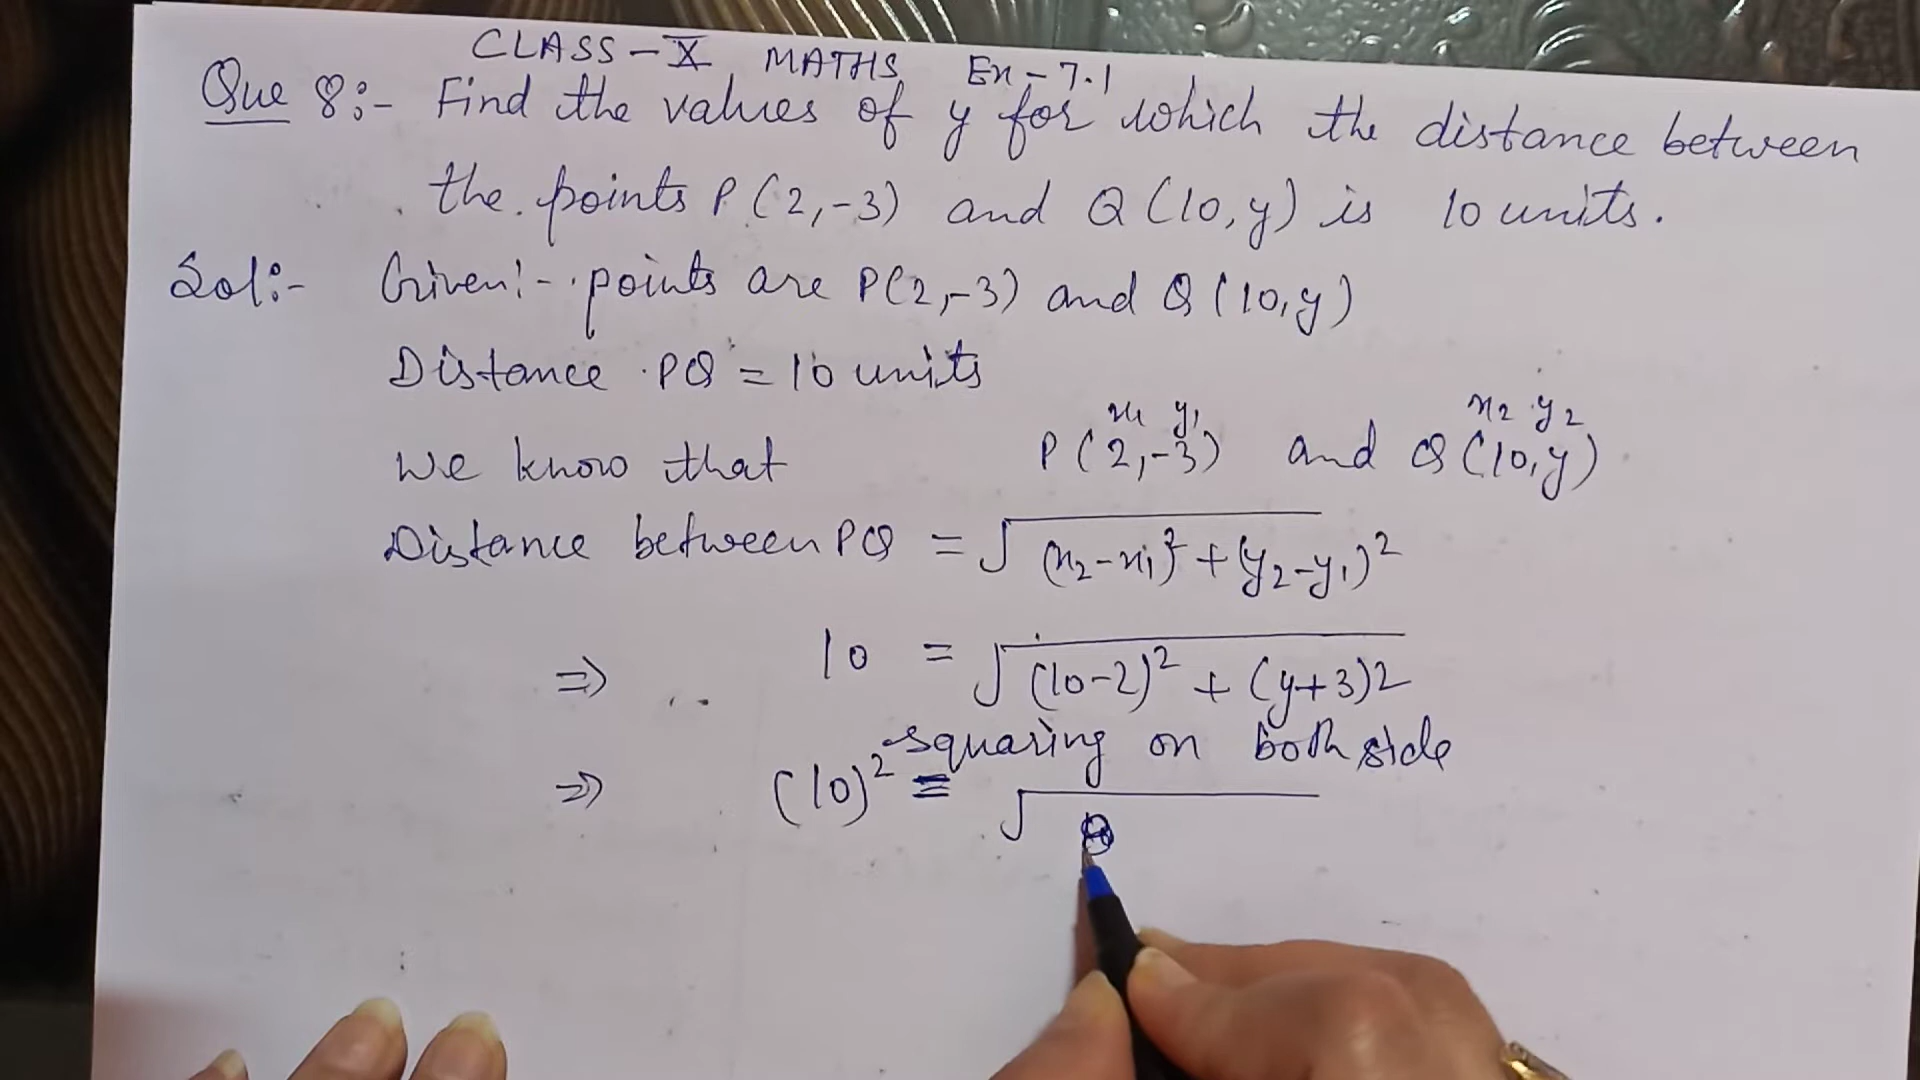 CLASS - X MATHS Ex - 7.1
Que 8:- Find the values of y for which the distance between
the points P(2,-3) and Q(10,y) is 10 units.
Sol:- Given:- points are P(2,-3) and Q(10,y)
Distance PQ = 10 units
x1 y1 x2 y2
We know that P(2,-3) and Q(10,y)
Distance between PQ = √(x2-x1)² + (y2-y1)²
⇒ 10 = √(10-2)² + (y+3)2
squaring on both side
⇒ (10)² = √